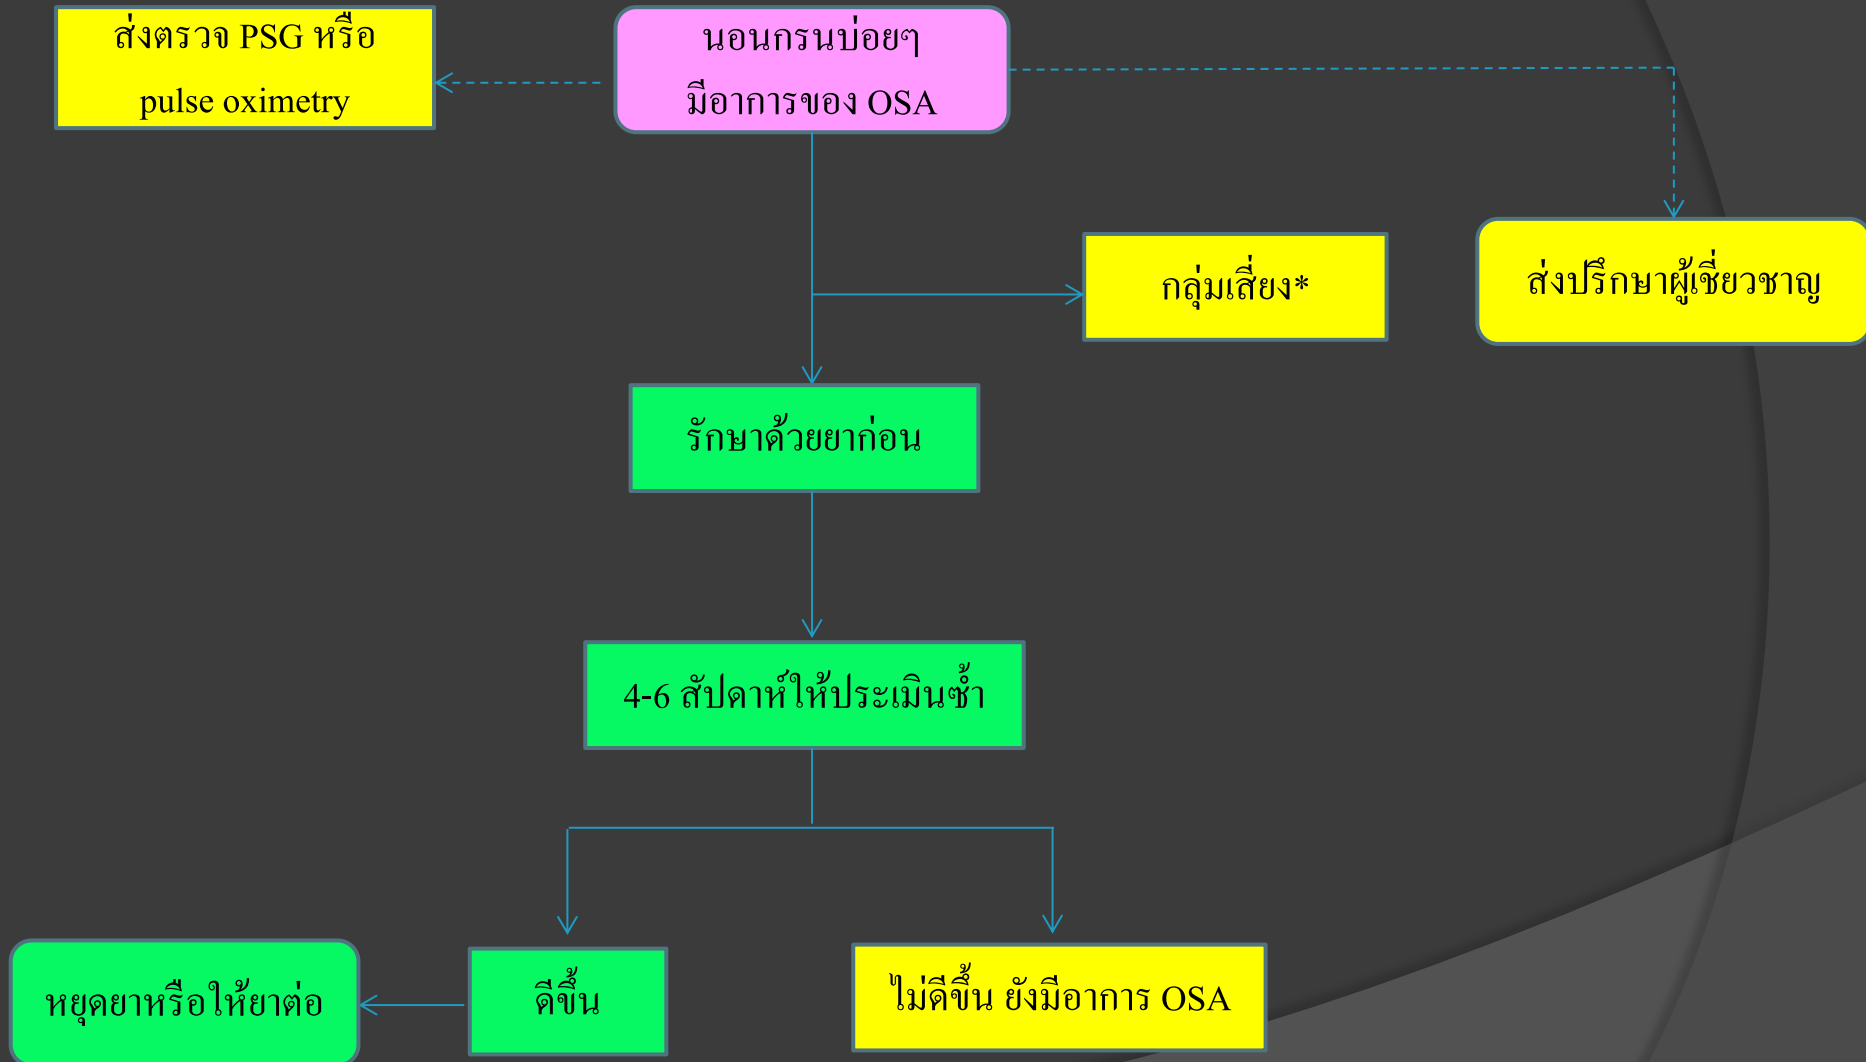 ส่งตรวจ PSG หรือ
pulse oximetry
นอนกรนบ่อยๆ
มีอาการของ OSA
กลุ่มเสี่ยง*
ส่งปรึกษาผู้เชี่ยวชาญ
รักษาด้วยยาก่อน
4-6 สัปดาห์ให้ประเมินซ้ำ
หยุดยาหรือให้ยาต่อ
ดีขึ้น
ไม่ดีขึ้น ยังมีอาการ OSA